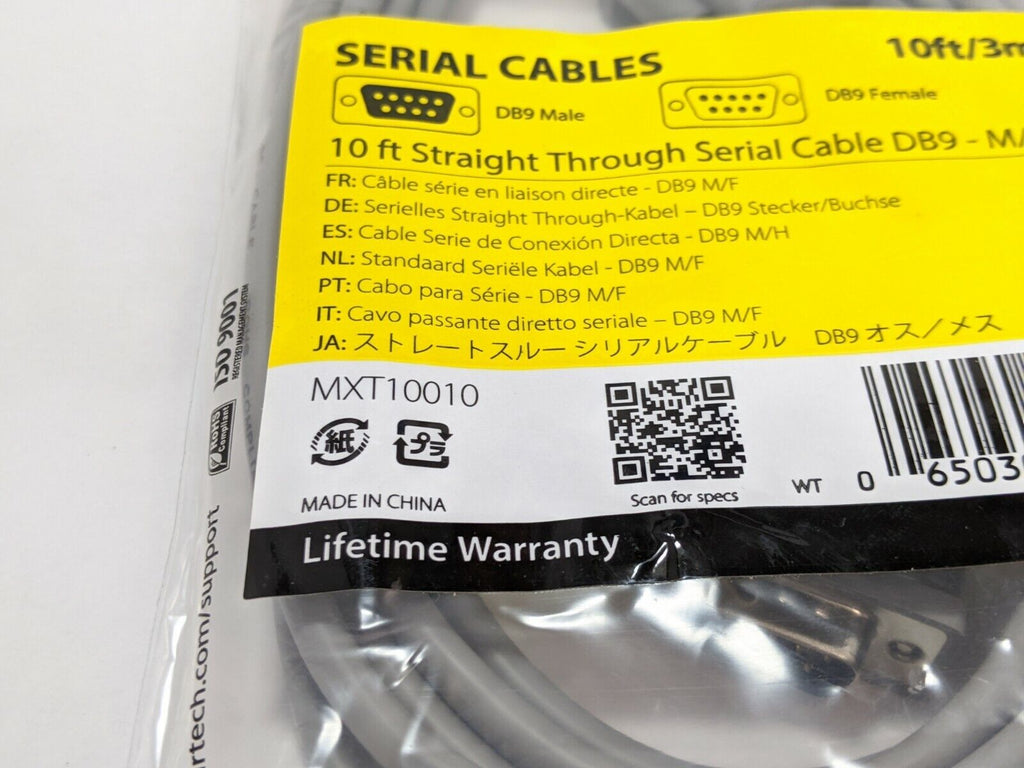 SERIAL CABLES
10ft/3m
DB9 Male
DB9 Female
10 ft Straight Through Serial Cable DB9 - M/
FR: Câble série en liaison directe - DB9 M/F
DE: Serielles Straight Through-Kabel – DB9 Stecker/Buchse
ES: Cable Serie de Conexión Directa - DB9 M/H
NL: Standaard Seriële Kabel - DB9 M/F
PT: Cabo para Série - DB9 M/F
IT: Cavo passante diretto seriale – DB9 M/F
JA: ストレートスルー シリアルケーブル DB9 オス／メス
MXT10010
紙
プラ
MADE IN CHINA
Scan for specs
WT
0 6503
Lifetime Warranty
ISO 9001
REGISTERED MANAGEMENT SYSTEM
RoHS
Compliant
rtech.com/support